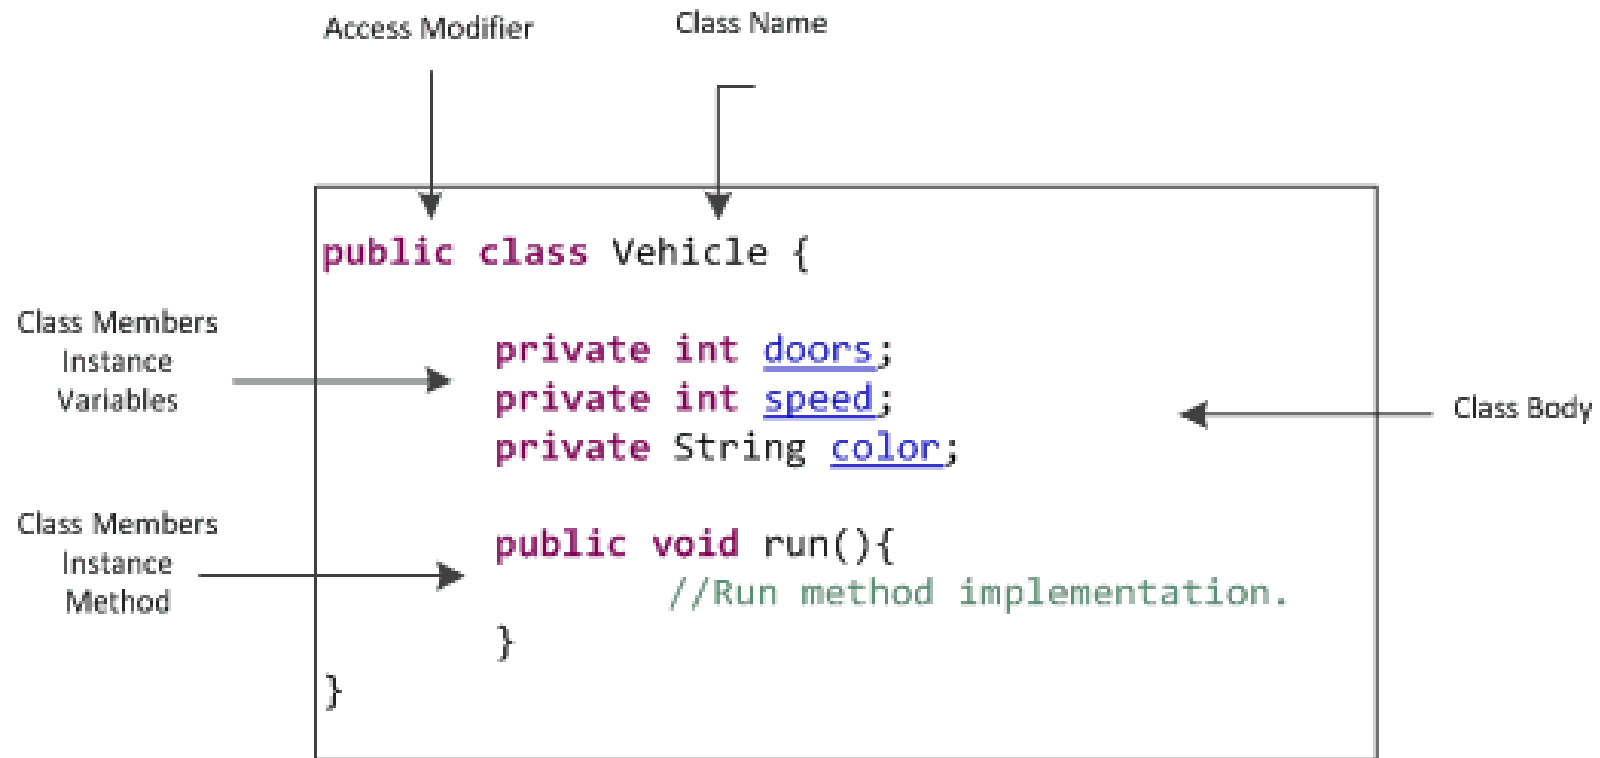 Access Modifier
Class Name
public class Vehicle {
Class Members
Instance
Variables
private int doors;
private int speed;
private String color;
Class Body
Class Members
Instance
Method
public void run(){
//Run method implementation.
}
}